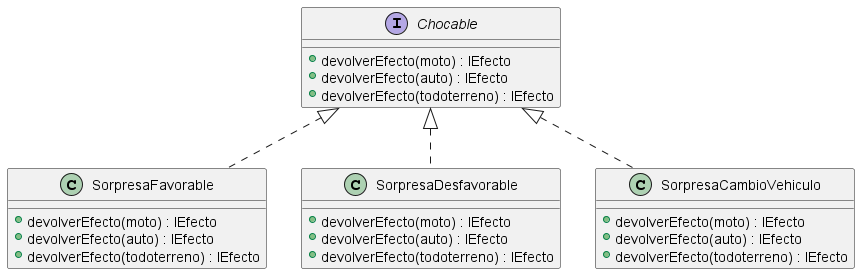 I Chocable
devolverEfecto(moto) : IEfecto
devolverEfecto(auto) : IEfecto
devolverEfecto(todoterreno) : IEfecto
C SorpresaFavorable
devolverEfecto(moto) : IEfecto
devolverEfecto(auto) : IEfecto
devolverEfecto(todoterreno) : IEfecto
C SorpresaDesfavorable
devolverEfecto(moto) : IEfecto
devolverEfecto(auto) : IEfecto
devolverEfecto(todoterreno) : IEfecto
C SorpresaCambioVehiculo
devolverEfecto(moto) : IEfecto
devolverEfecto(auto) : IEfecto
devolverEfecto(todoterreno) : IEfecto